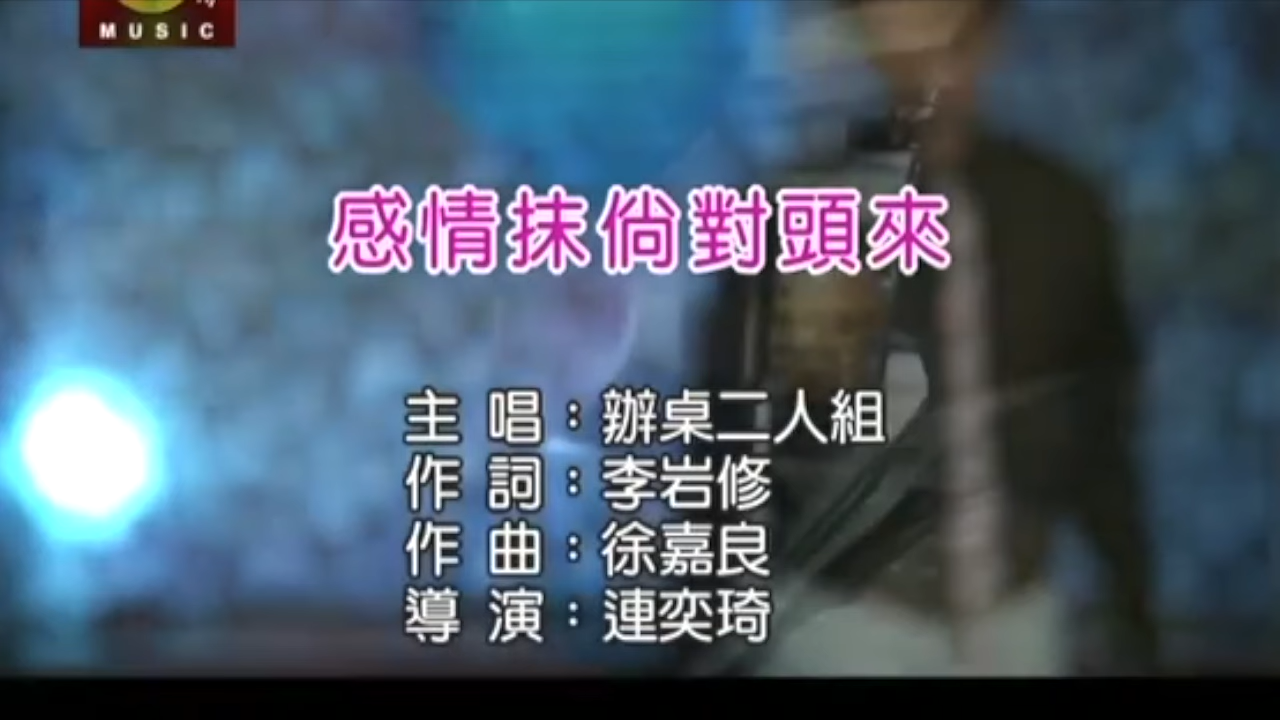 MUSIC
感情抹倘對頭來
主 唱：辦桌二人組
作 詞：李岩修
作 曲：徐嘉良
導 演：連奕琦